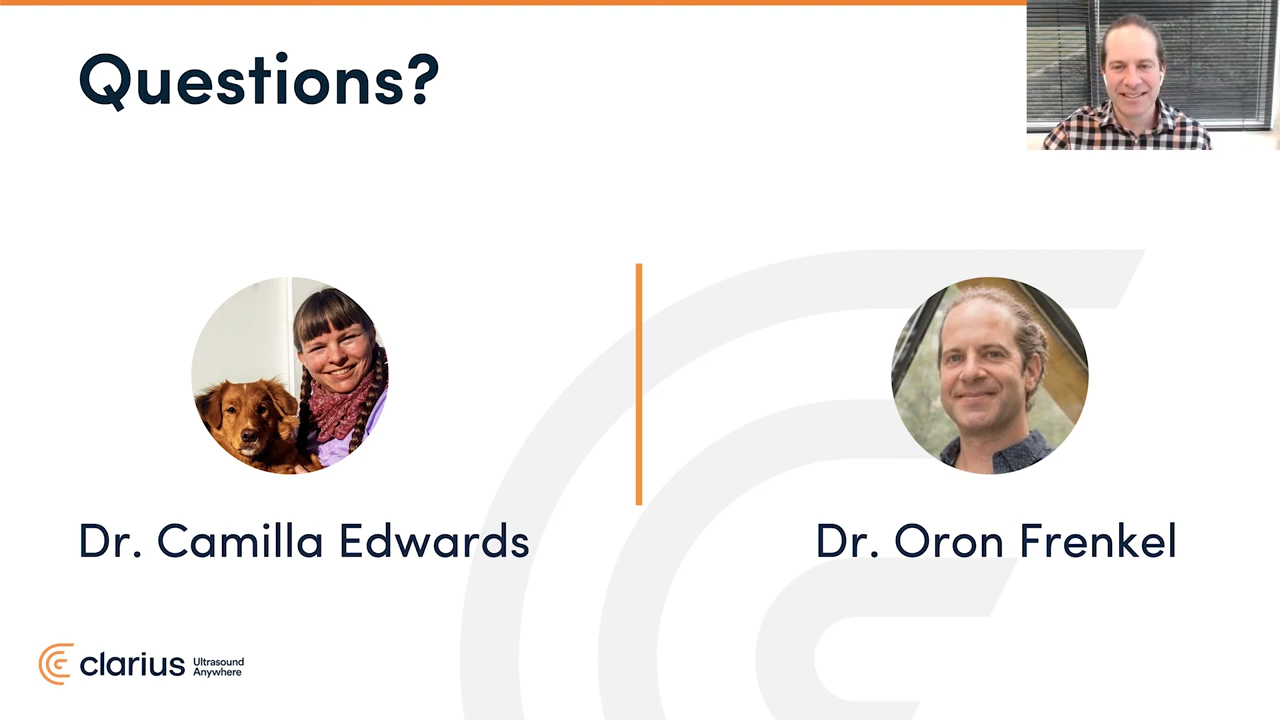 Questions?
Dr. Camilla Edwards
Dr. Oron Frenkel
clarius
Ultrasound
Anywhere